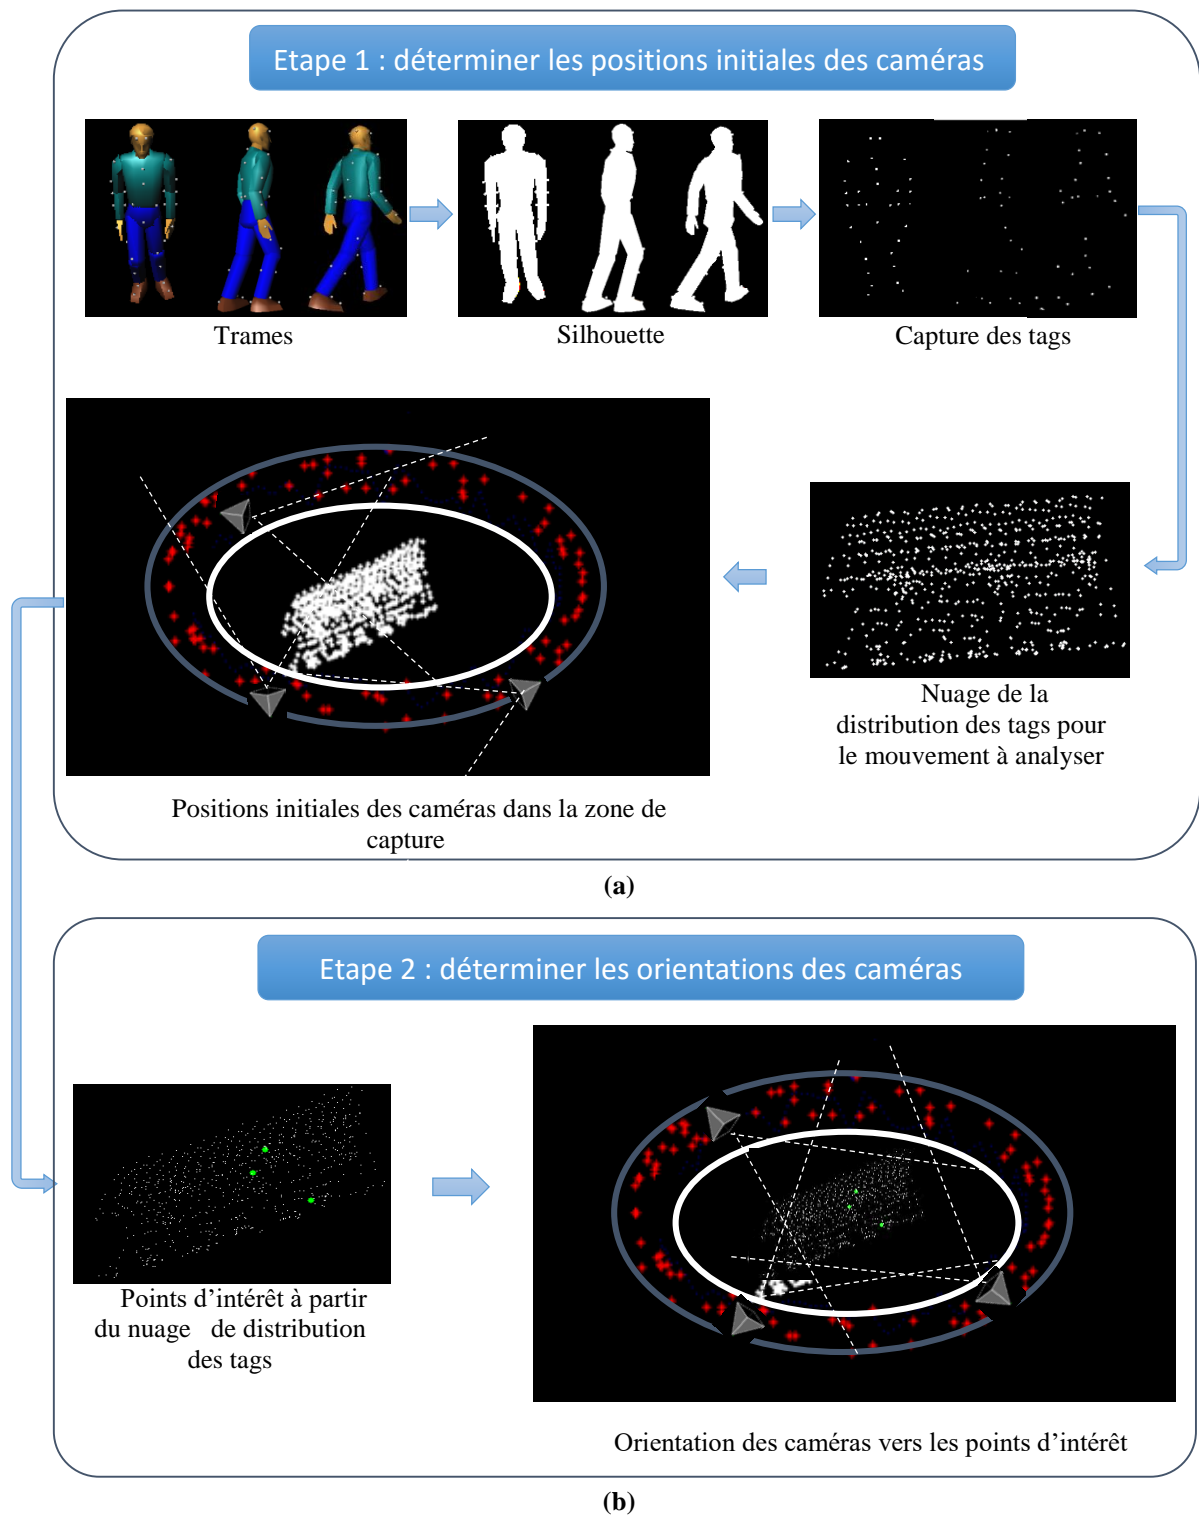 Etape 1 : déterminer les positions initiales des caméras
Trames
Silhouette
Capture des tags
Nuage de la
distribution des tags pour
le mouvement à analyser
Positions initiales des caméras dans la zone de
capture
(a)
Etape 2 : déterminer les orientations des caméras
Points d’intérêt à partir
du nuage de distribution
des tags
Orientation des caméras vers les points d’intérêt
(b)